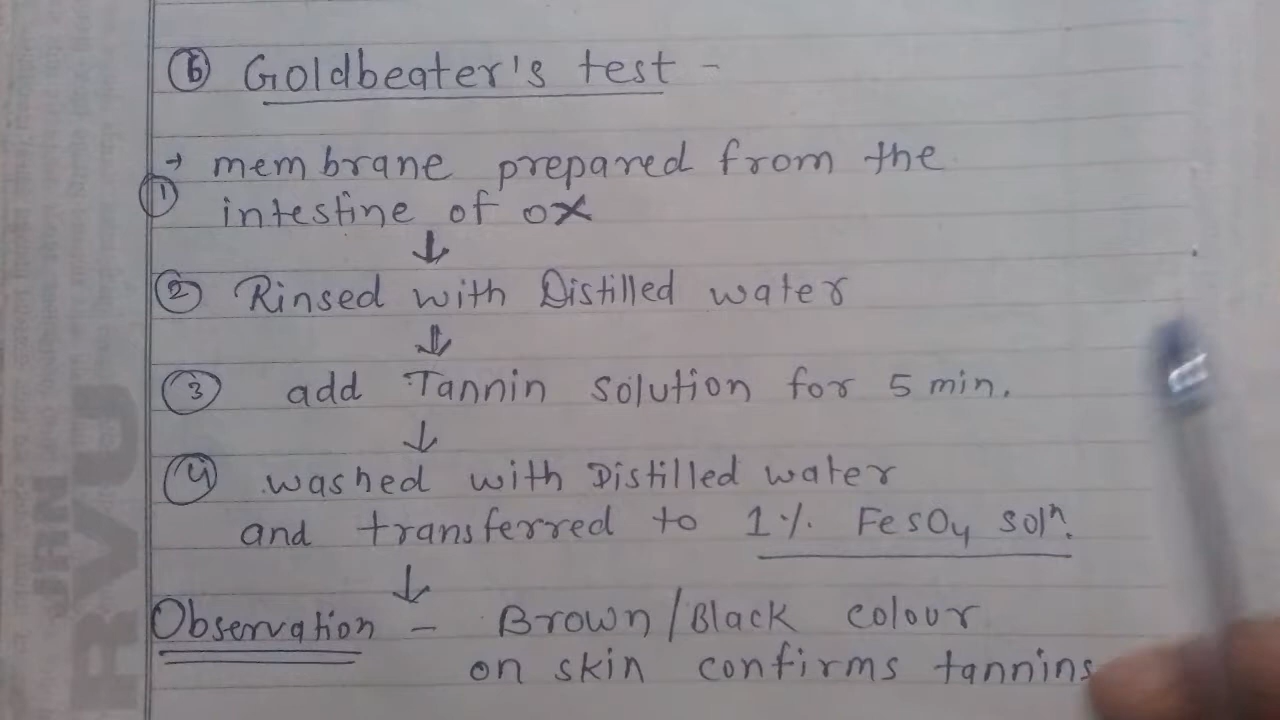 ⑥ Goldbeater's test -
→ membrane prepared from the
① intestine of ox
↓
② Rinsed with Distilled water
↓
③ add Tannin solution for 5 min.
↓
④ washed with Distilled water
and transferred to 1% FeSO4 solⁿ.
↓
Observation - Brown/Black colour
on skin confirms tannins